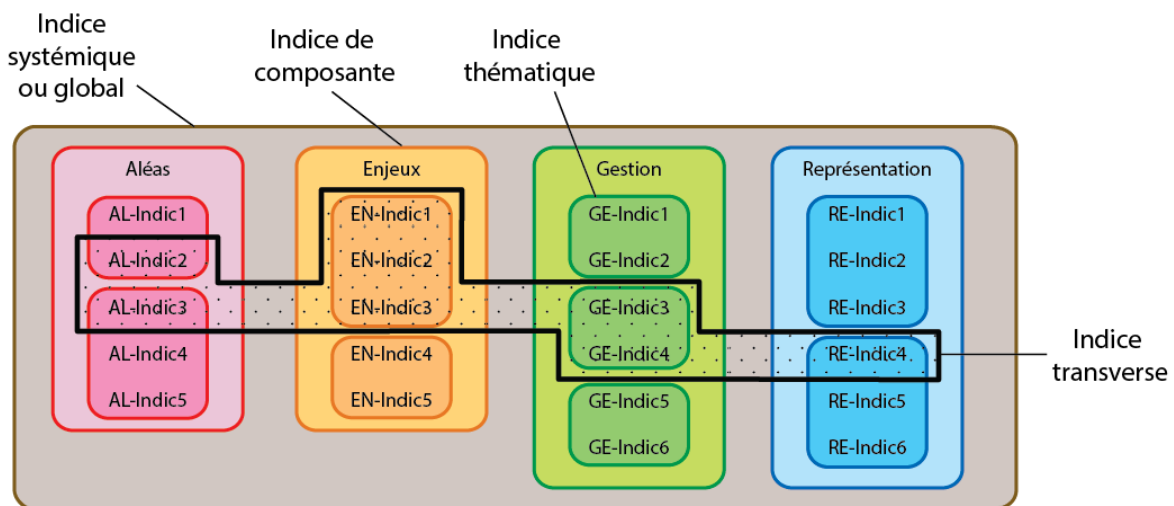 Indice
systémique
ou global
Indice de
composante
Indice
thématique
Aléas
AL-Indic1
AL-Indic2
AL-Indic3
AL-Indic4
AL-Indic5
Enjeux
EN-Indic1
EN-Indic2
EN-Indic3
EN-Indic4
EN-Indic5
Gestion
GE-Indic1
GE-Indic2
GE-Indic3
GE-Indic4
GE-Indic5
GE-Indic6
Représentation
RE-Indic1
RE-Indic2
RE-Indic3
RE-Indic4
RE-Indic5
RE-Indic6
Indice
transverse